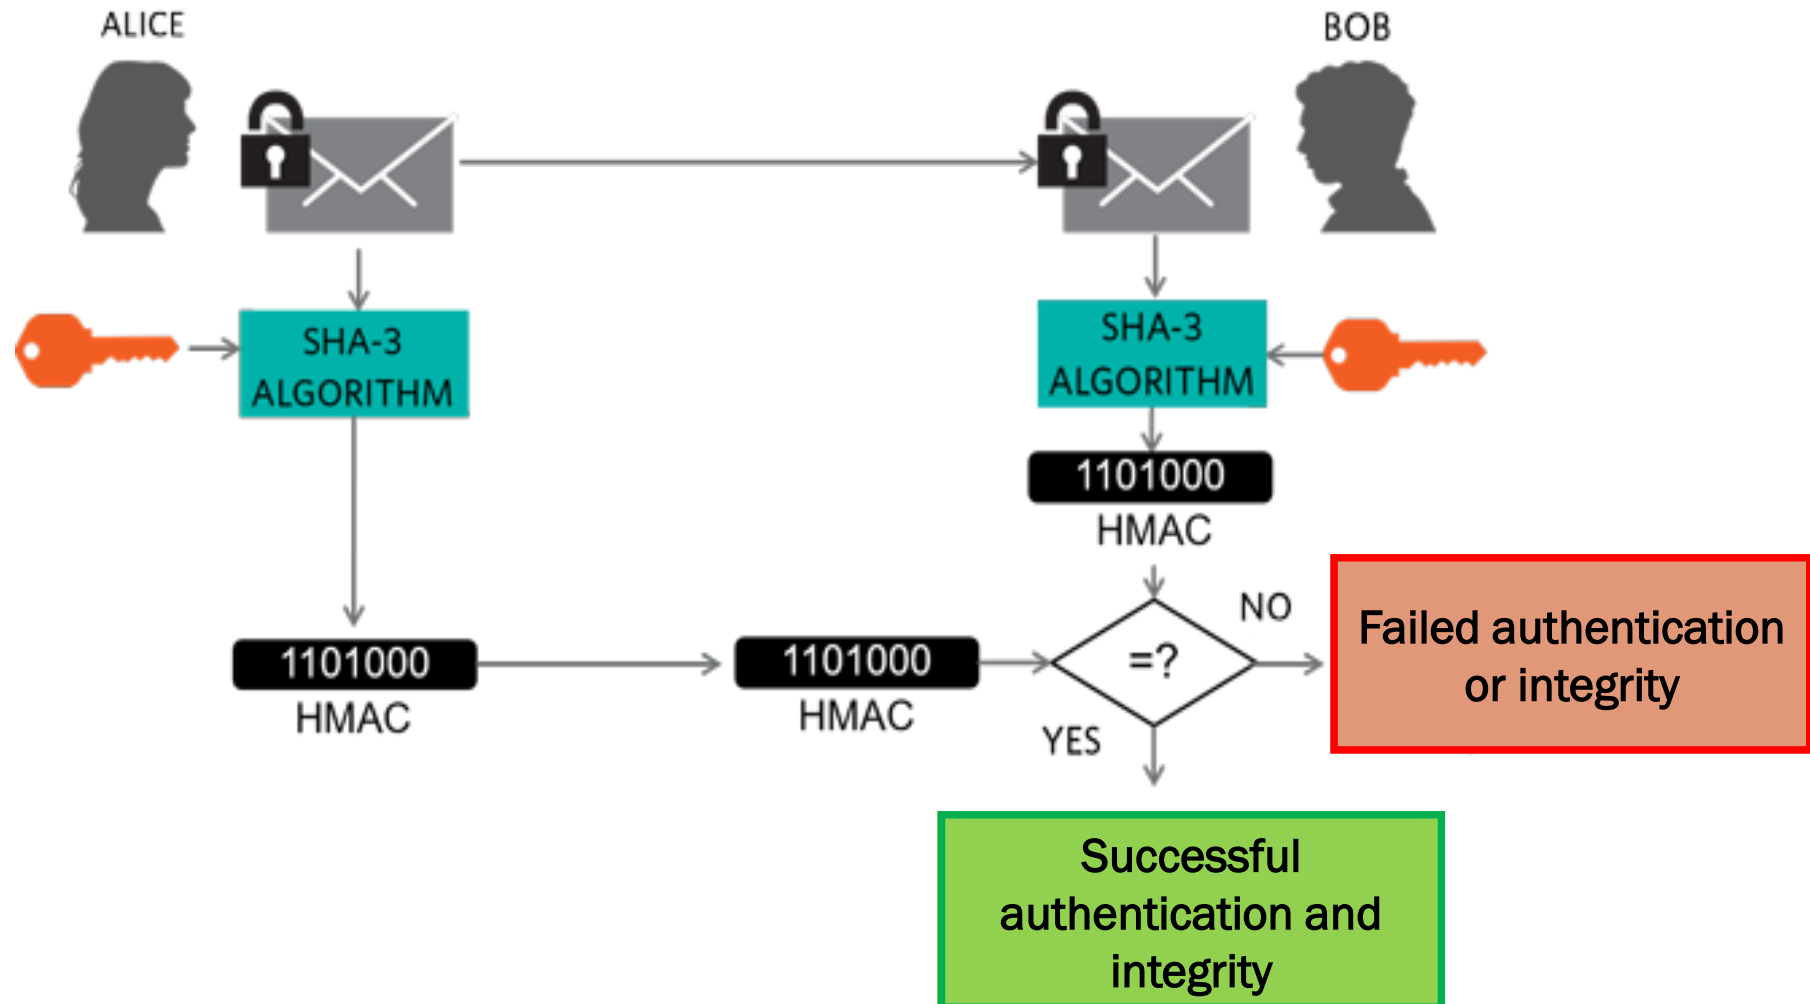 ALICE
BOB
SHA-3
ALGORITHM
SHA-3
ALGORITHM
1101000
HMAC
1101000
HMAC
1101000
HMAC
=?
NO
YES
Failed authentication
or integrity
Successful
authentication and
integrity